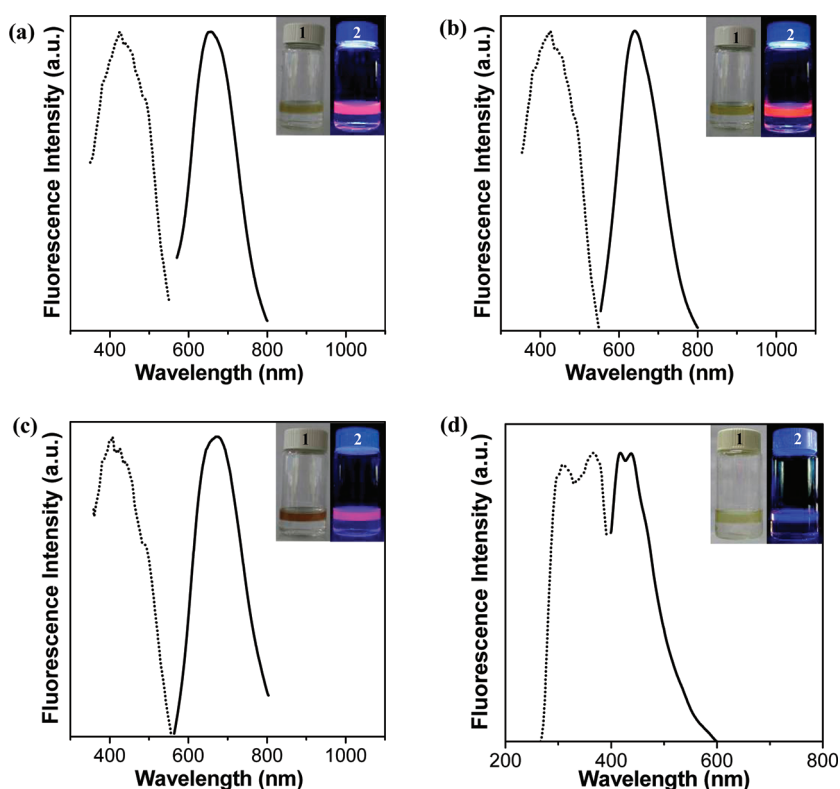 (a)
Fluorescence Intensity (a.u.)
1
2
400 600 800 1000
Wavelength (nm)
(b)
Fluorescence Intensity (a.u.)
1
2
400 600 800 1000
Wavelength (nm)
(c)
Fluorescence Intensity (a.u.)
1
2
400 600 800 1000
Wavelength (nm)
(d)
Fluorescence Intensity (a.u.)
1
2
200 400 600 800
Wavelength (nm)